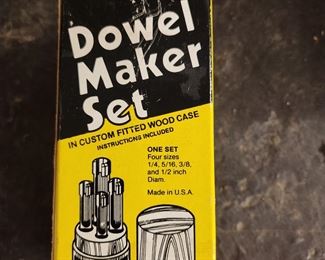 Dowel
Maker
Set
IN CUSTOM FITTED WOOD CASE
INSTRUCTIONS INCLUDED
ONE SET
Four sizes
1/4, 5/16, 3/8,
and 1/2 inch
Diam.
Made in U.S.A.